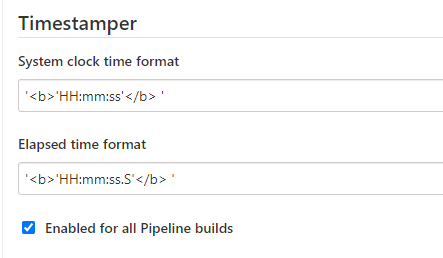 Timestamper
System clock time format
'<b>'HH:mm:ss'</b> '
Elapsed time format
'<b>'HH:mm:ss.S'</b> '
Enabled for all Pipeline builds